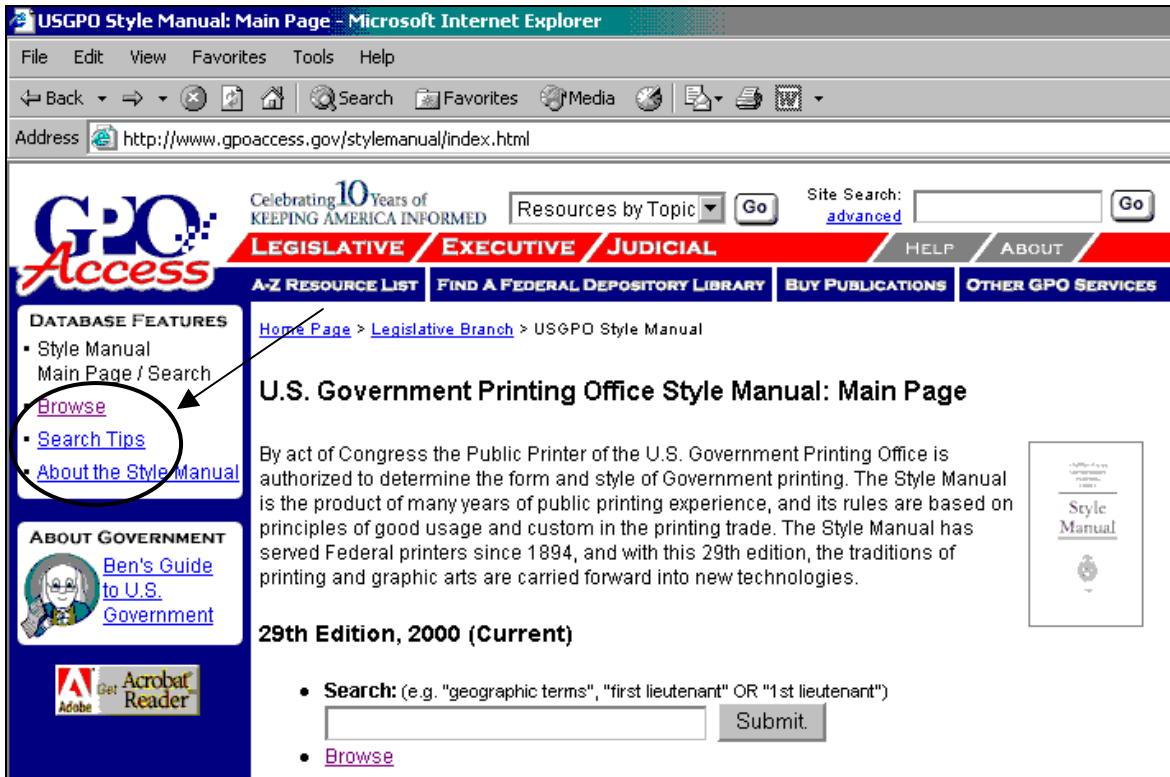 USGPO Style Manual: Main Page - Microsoft Internet Explorer
File Edit View Favorites Tools Help
Back Search Favorites Media
Address http://www.gpoaccess.gov/stylemanual/index.html
GPO Access
Celebrating 10 Years of
KEEPING AMERICA INFORMED
Resources by Topic Go
Site Search:
advanced
Go
LEGISLATIVE EXECUTIVE JUDICIAL HELP ABOUT
A-Z RESOURCE LIST FIND A FEDERAL DEPOSITORY LIBRARY BUY PUBLICATIONS OTHER GPO SERVICES
DATABASE FEATURES
Style Manual
Main Page / Search
Browse
Search Tips
About the Style Manual
ABOUT GOVERNMENT
Ben's Guide
to U.S.
Government
Adobe
Get Acrobat
Reader
Home Page > Legislative Branch > USGPO Style Manual
U.S. Government Printing Office Style Manual: Main Page
By act of Congress the Public Printer of the U.S. Government Printing Office is
authorized to determine the form and style of Government printing. The Style Manual
is the product of many years of public printing experience, and its rules are based on
principles of good usage and custom in the printing trade. The Style Manual has
served Federal printers since 1894, and with this 29th edition, the traditions of
printing and graphic arts are carried forward into new technologies.
Style
Manual
29th Edition, 2000 (Current)
• Search: (e.g. "geographic terms", "first lieutenant" OR "1st lieutenant")
Submit.
• Browse